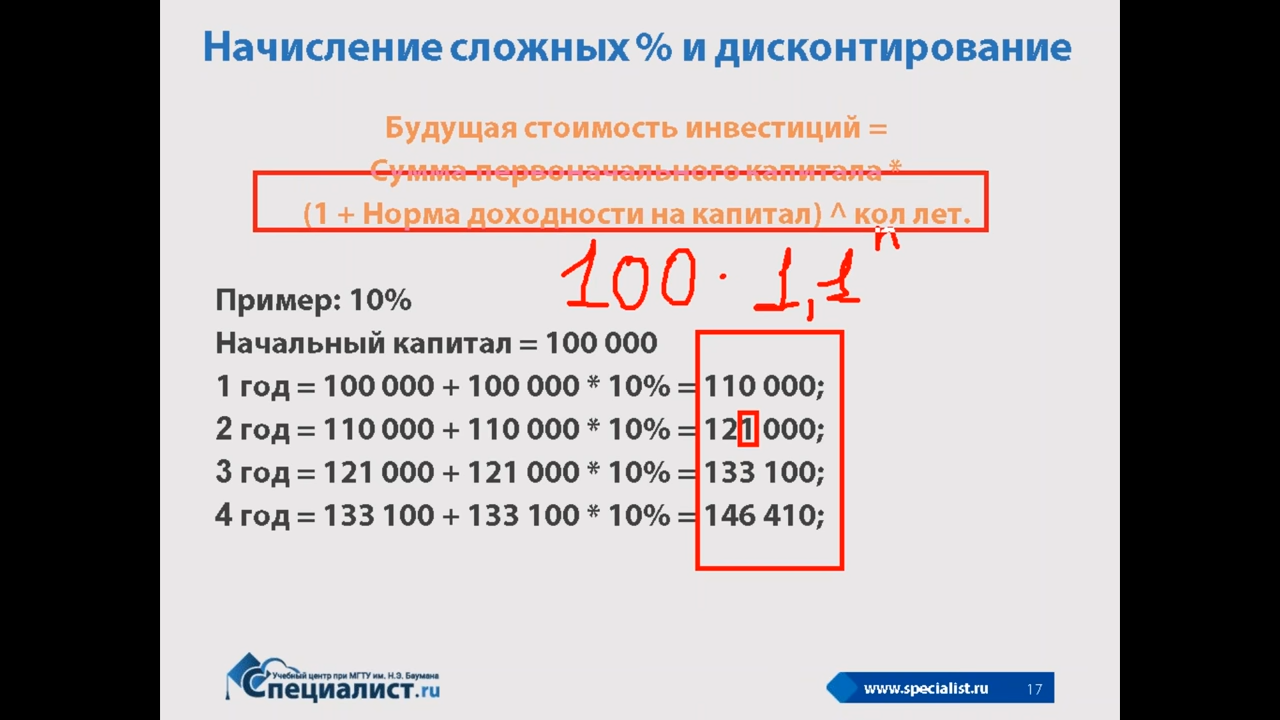 Начисление сложных % и дисконтирование
Будущая стоимость инвестиций =
Сумма первоначального капитала *
(1 + Норма доходности на капитал) ^ кол лет.
100 · 1,1 n
Пример: 10%
Начальный капитал = 100 000
1 год = 100 000 + 100 000 * 10% = 110 000;
2 год = 110 000 + 110 000 * 10% = 121 000;
3 год = 121 000 + 121 000 * 10% = 133 100;
4 год = 133 100 + 133 100 * 10% = 146 410;
Учебный центр при МГТУ им. Н.Э. Баумана
Специалист.ru
www.specialist.ru 17